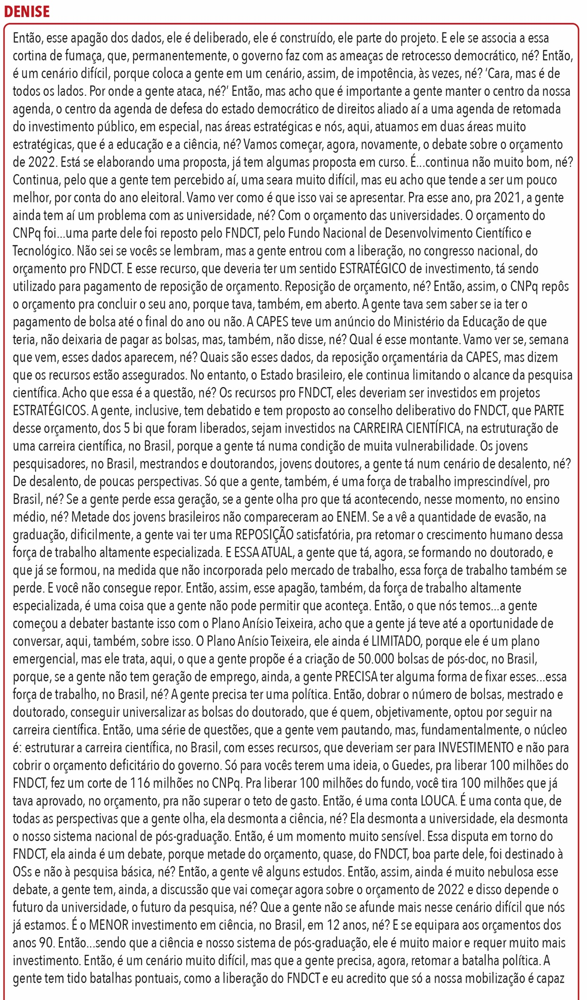 DENISE
Então, esse apagão dos dados, ele é deliberado, ele é construído, ele parte do projeto. E ele se associa a essa
cortina de fumaça, que, permanentemente, o governo faz com as ameaças de retrocesso democrático, né? Então,
é um cenário difícil, porque coloca a gente em um cenário, assim, de impotência, às vezes, né? ‘Cara, mas é de
todos os lados. Por onde a gente ataca, né?’ Então, mas acho que é importante a gente manter o centro da nossa
agenda, o centro da agenda de defesa do estado democrático de direitos aliado aí a uma agenda de retomada
do investimento público, em especial, nas áreas estratégicas e nós, aqui, atuamos em duas áreas muito
estratégicas, que é a educação e a ciência, né? Vamos começar, agora, novamente, o debate sobre o orçamento
de 2022. Está se elaborando uma proposta, já tem algumas proposta em curso. É...continua não muito bom, né?
Continua, pelo que a gente tem percebido aí, uma seara muito difícil, mas eu acho que tende a ser um pouco
melhor, por conta do ano eleitoral. Vamo ver como é que isso vai se apresentar. Pra esse ano, pra 2021, a gente
ainda tem aí um problema com as universidade, né? Com o orçamento das universidades. O orçamento do
CNPq foi...uma parte dele foi reposto pelo FNDCT, pelo Fundo Nacional de Desenvolvimento Científico e
Tecnológico. Não sei se vocês se lembram, mas a gente entrou com a liberação, no congresso nacional, do
orçamento pro FNDCT. E esse recurso, que deveria ter um sentido ESTRATÉGICO de investimento, tá sendo
utilizado para pagamento de reposição de orçamento. Reposição de orçamento, né? Então, assim, o CNPq repôs
o orçamento pra concluir o seu ano, porque tava, também, em aberto. A gente tava sem saber se ia ter o
pagamento de bolsa até o final do ano ou não. A CAPES teve um anúncio do Ministério da Educação de que
teria, não deixaria de pagar as bolsas, mas, também, não disse, né? Qual é esse montante. Vamo ver se, semana
que vem, esses dados aparecem, né? Quais são esses dados, da reposição orçamentária da CAPES, mas dizem
que os recursos estão assegurados. No entanto, o Estado brasileiro, ele continua limitando o alcance da pesquisa
científica. Acho que essa é a questão, né? Os recursos pro FNDCT, eles deveriam ser investidos em projetos
ESTRATÉGICOS. A gente, inclusive, tem debatido e tem proposto ao conselho deliberativo do FNDCT, que PARTE
desse orçamento, dos 5 bi que foram liberados, sejam investidos na CARREIRA CIENTÍFICA, na estruturação de
uma carreira científica, no Brasil, porque a gente tá numa condição de muita vulnerabilidade. Os jovens
pesquisadores, no Brasil, mestrandos e doutorandos, jovens doutores, a gente tá num cenário de desalento, né?
De desalento, de poucas perspectivas. Só que a gente, também, é uma força de trabalho imprescindível, pro
Brasil, né? Se a gente perde essa geração, se a gente olha pro que tá acontecendo, nesse momento, no ensino
médio, né? Metade dos jovens brasileiros não compareceram ao ENEM. Se a vê a quantidade de evasão, na
graduação, dificilmente, a gente vai ter uma REPOSIÇÃO satisfatória, pra retomar o crescimento humano dessa
força de trabalho altamente especializada. E ESSA ATUAL, a gente que tá, agora, se formando no doutorado, e
que já se formou, na medida que não incorporada pelo mercado de trabalho, essa força de trabalho também se
perde. E você não consegue repor. Então, assim, esse apagão, também, da força de trabalho altamente
especializada, é uma coisa que a gente não pode permitir que aconteça. Então, o que nós temos...a gente
começou a debater bastante isso com o Plano Anísio Teixeira, acho que a gente já teve até a oportunidade de
conversar, aqui, também, sobre isso. O Plano Anísio Teixeira, ele ainda é LIMITADO, porque ele é um plano
emergencial, mas ele trata, aqui, o que a gente propõe é a criação de 50.000 bolsas de pós-doc, no Brasil,
porque, se a gente não tem geração de emprego, ainda, a gente PRECISA ter alguma forma de fixar esses...essa
força de trabalho, no Brasil, né? A gente precisa ter uma política. Então, dobrar o número de bolsas, mestrado e
doutorado, conseguir universalizar as bolsas do doutorado, que é quem, objetivamente, optou por seguir na
carreira científica. Então, uma série de questões, que a gente vem pautando, mas, fundamentalmente, o núcleo
é: estruturar a carreira científica, no Brasil, com esses recursos, que deveriam ser para INVESTIMENTO e não para
cobrir o orçamento deficitário do governo. Só para vocês terem uma ideia, o Guedes, pra liberar 100 milhões do
FNDCT, fez um corte de 116 milhões no CNPq. Pra liberar 100 milhões do fundo, você tira 100 milhões que já
tava aprovado, no orçamento, pra não superar o teto de gasto. Então, é uma conta LOUCA. É uma conta que, de
todas as perspectivas que a gente olha, ela desmonta a ciência, né? Ela desmonta a universidade, ela desmonta
o nosso sistema nacional de pós-graduação. Então, é um momento muito sensível. Essa disputa em torno do
FNDCT, ela ainda é um debate, porque metade do orçamento, quase, do FNDCT, boa parte dele, foi destinado à
OSs e não à pesquisa básica, né? Então, a gente vê alguns estudos. Então, assim, ainda é muito nebulosa esse
debate, a gente tem, ainda, a discussão que vai começar agora sobre o orçamento de 2022 e disso depende o
futuro da universidade, o futuro da pesquisa, né? Que a gente não se afunde mais nesse cenário difícil que nós
já estamos. É o MENOR investimento em ciência, no Brasil, em 12 anos, né? E se equipara aos orçamentos dos
anos 90. Então...sendo que a ciência e nosso sistema de pós-graduação, ele é muito maior e requer muito mais
investimento. Então, é um cenário muito difícil, mas que a gente precisa, agora, retomar a batalha política. A
gente tem tido batalhas pontuais, como a liberação do FNDCT e eu acredito que só a nossa mobilização é capaz